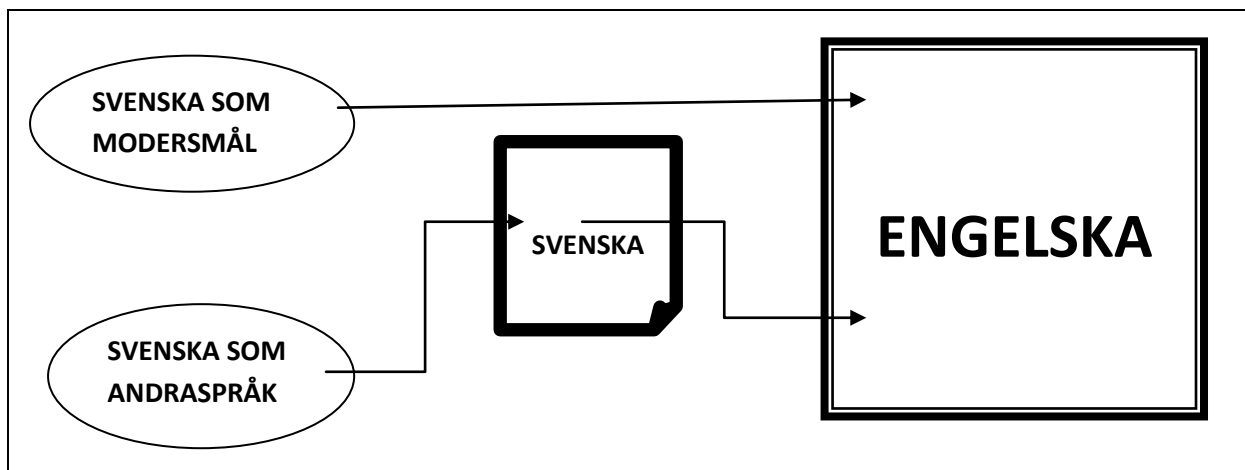 SVENSKA SOM
MODERSMÅL
SVENSKA
ENGELSKA
SVENSKA SOM
ANDRASPRÅK